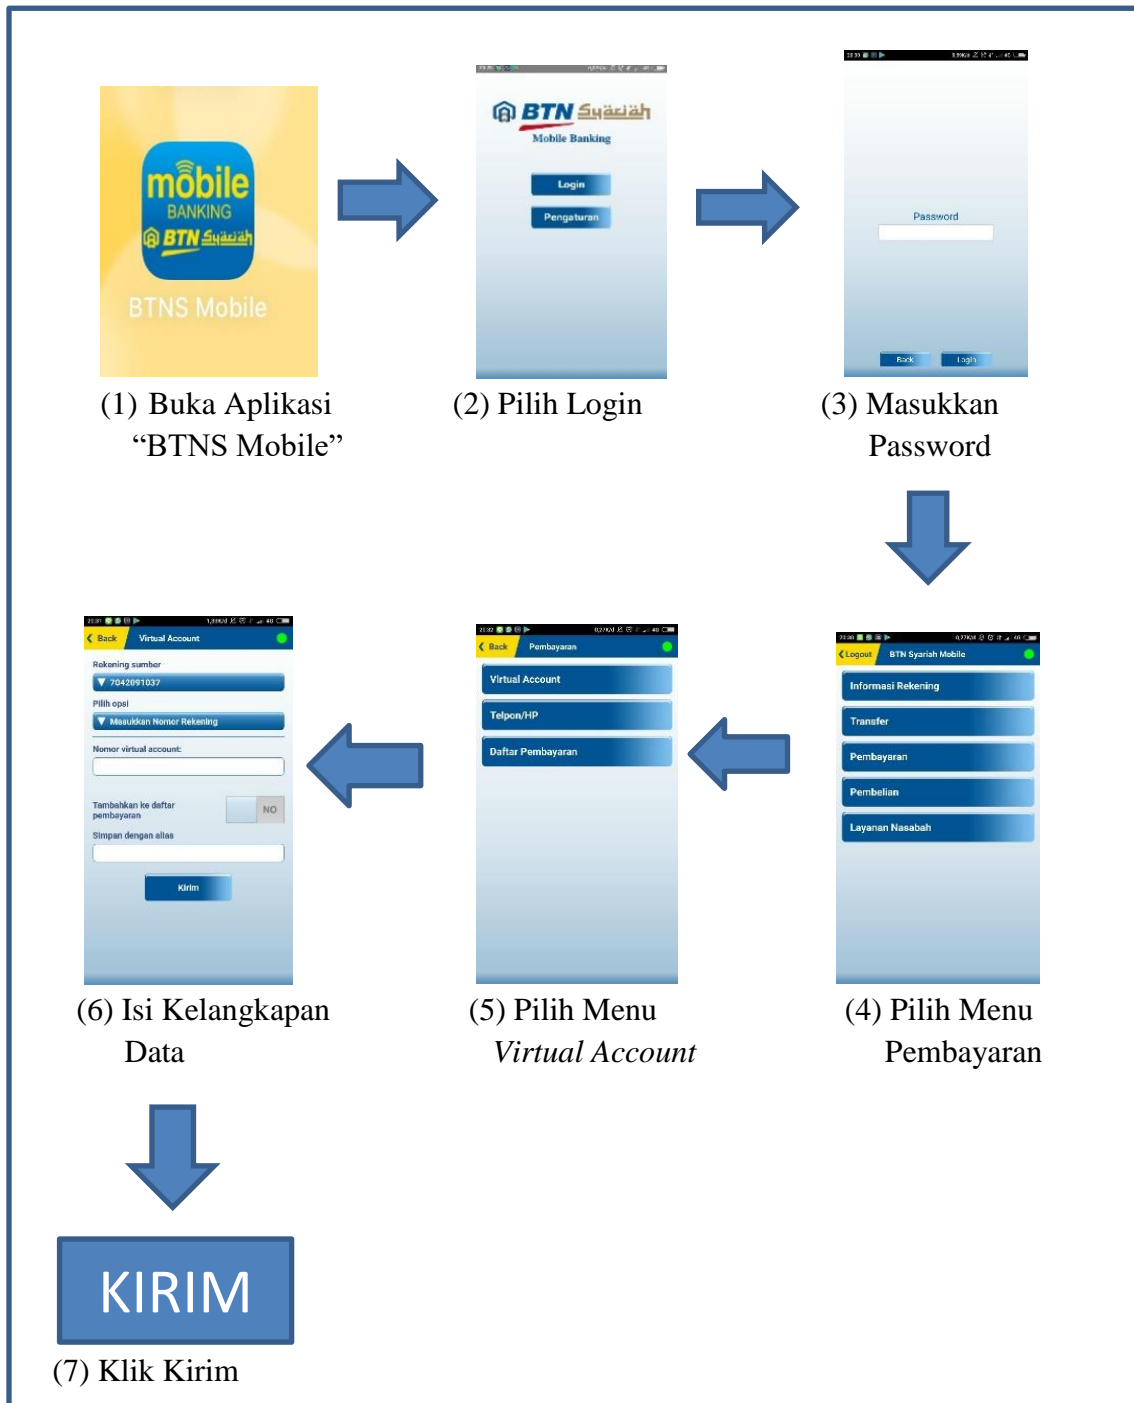 mobile
BANKING
BTN Syariah
BTNS Mobile
(1) Buka Aplikasi
“BTNS Mobile”
BTN Syariah
Mobile Banking
Login
Pengaturan
(2) Pilih Login
Password
Back Login
(3) Masukkan
Password
Logout BTN Syariah Mobile
Informasi Rekening
Transfer
Pembayaran
Pembelian
Layanan Nasabah
(4) Pilih Menu
Pembayaran
Back Pembayaran
Virtual Account
Telpon/HP
Daftar Pembayaran
(5) Pilih Menu
Virtual Account
Back Virtual Account
Rekening sumber
7042091037
Pilih opsi
Masukkan Nomor Rekening
Nomor virtual account:
Tambahkan ke daftar
pembayaran
NO
Simpan dengan alias
Kirim
(6) Isi Kelangkapan
Data
KIRIM
(7) Klik Kirim